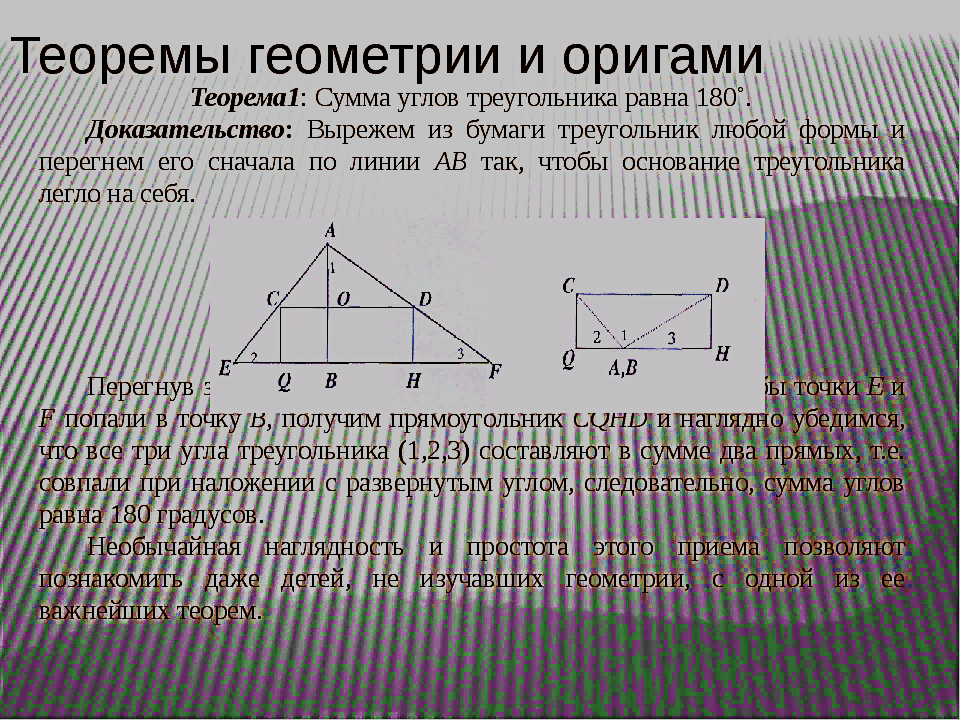 Теоремы геометрии и оригами
Теорема1: Сумма углов треугольника равна 180˚.
Доказательство: Вырежем из бумаги треугольник любой формы и
перегнем его сначала по линии АВ так, чтобы основание треугольника
легло на себя.
A
1
C O D
E 2 3 F
Q B H
C D
2 1 3
Q A,B H
Перегнув з бы точки Е и
F попали в точку В, получим прямоугольник CQHD и наглядно убедимся,
что все три угла треугольника (1,2,3) составляют в сумме два прямых, т.е.
совпали при наложении с развернутым углом, следовательно, сумма углов
равна 180 градусов.
Необычайная наглядность и простота этого приема позволяют
познакомить даже детей, не изучавших геометрии, с одной из ее
важнейших теорем.